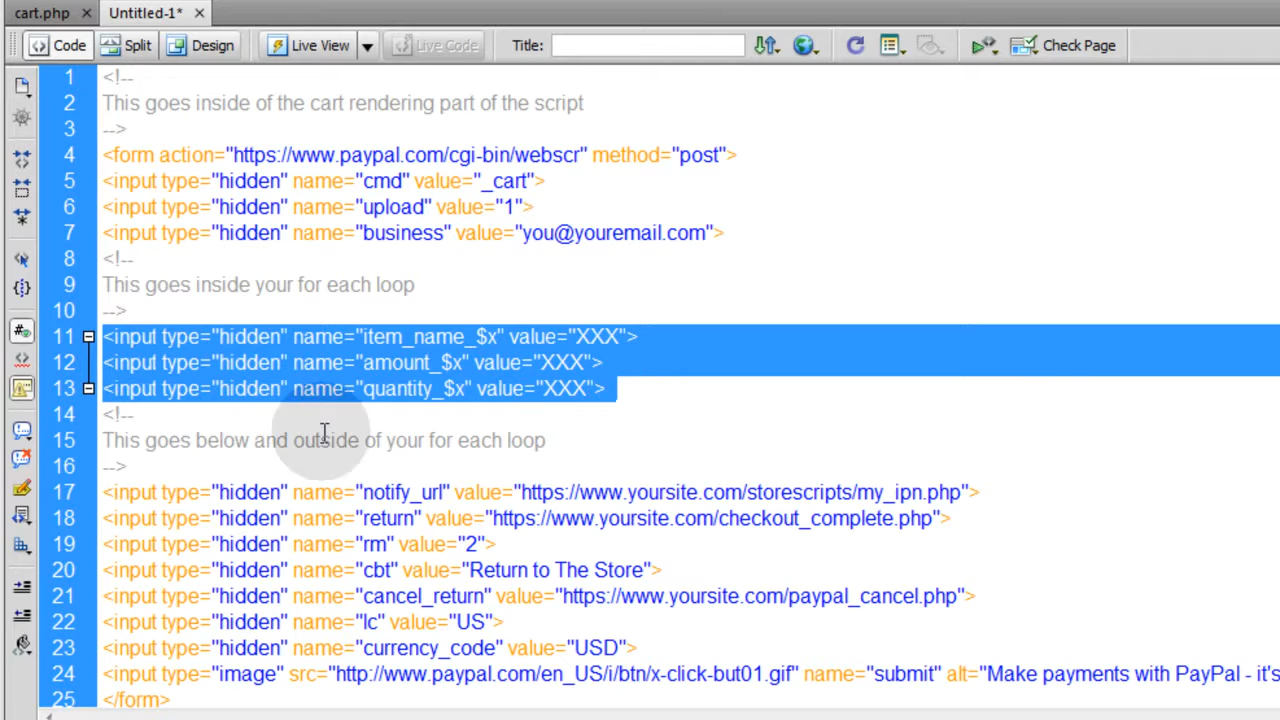 cart.php × Untitled-1* ×
Code Split Design Live View Live Code Title: Check Page
1 <!--
2 This goes inside of the cart rendering part of the script
3 -->
4 <form action="https://www.paypal.com/cgi-bin/webscr" method="post">
5 <input type="hidden" name="cmd" value="_cart">
6 <input type="hidden" name="upload" value="1">
7 <input type="hidden" name="business" value="you@youremail.com">
8 <!--
9 This goes inside your for each loop
10 -->
11 <input type="hidden" name="item_name_$x" value="XXX">
12 <input type="hidden" name="amount_$x" value="XXX">
13 <input type="hidden" name="quantity_$x" value="XXX">
14 <!--
15 This goes below and outside of your for each loop
16 -->
17 <input type="hidden" name="notify_url" value="https://www.yoursite.com/storescripts/my_ipn.php">
18 <input type="hidden" name="return" value="https://www.yoursite.com/checkout_complete.php">
19 <input type="hidden" name="rm" value="2">
20 <input type="hidden" name="cbt" value="Return to The Store">
21 <input type="hidden" name="cancel_return" value="https://www.yoursite.com/paypal_cancel.php">
22 <input type="hidden" name="lc" value="US">
23 <input type="hidden" name="currency_code" value="USD">
24 <input type="image" src="http://www.paypal.com/en_US/i/btn/x-click-but01.gif" name="submit" alt="Make payments with PayPal - it's
25 </form>